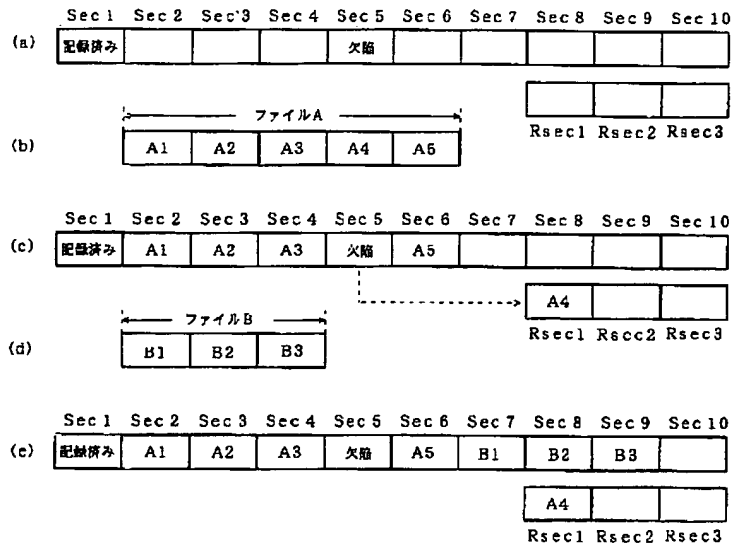 Sec 1 Sec 2 Sec 3 Sec 4 Sec 5 Sec 6 Sec 7 Sec 8 Sec 9 Sec 10
(a) 記録済み 欠陥
ファイルA
Rsec1 Rsec2 Rsec3
(b) A1 A2 A3 A4 A5
Sec 1 Sec 2 Sec 3 Sec 4 Sec 5 Sec 6 Sec 7 Sec 8 Sec 9 Sec 10
(c) 記録済み A1 A2 A3 欠陥 A5
A4
ファイルB
Rsec1 Rsec2 Rsec3
(d) B1 B2 B3
Sec 1 Sec 2 Sec 3 Sec 4 Sec 5 Sec 6 Sec 7 Sec 8 Sec 9 Sec 10
(e) 記録済み A1 A2 A3 欠陥 A5 B1 B2 B3
A4
Rsec1 Rsec2 Rsec3